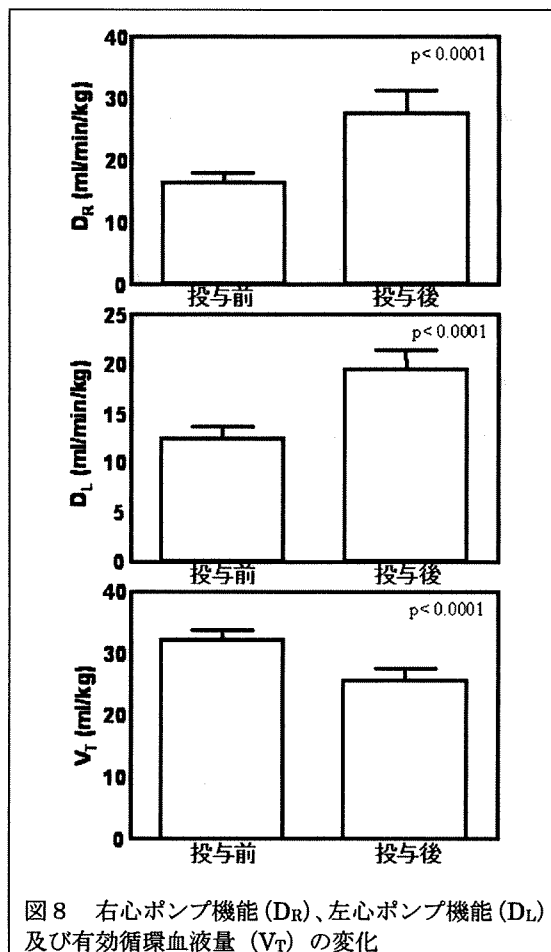 40
p< 0.0001
30
20
10
0
DR (ml/min/kg)
投与前 投与後
25
p< 0.0001
20
15
10
5
0
DL (ml/min/kg)
投与前 投与後
40
p< 0.0001
30
20
10
0
VT (ml/kg)
投与前 投与後
図8 右心ポンプ機能(DR)、左心ポンプ機能(DL)
及び有効循環血液量(VT)の変化